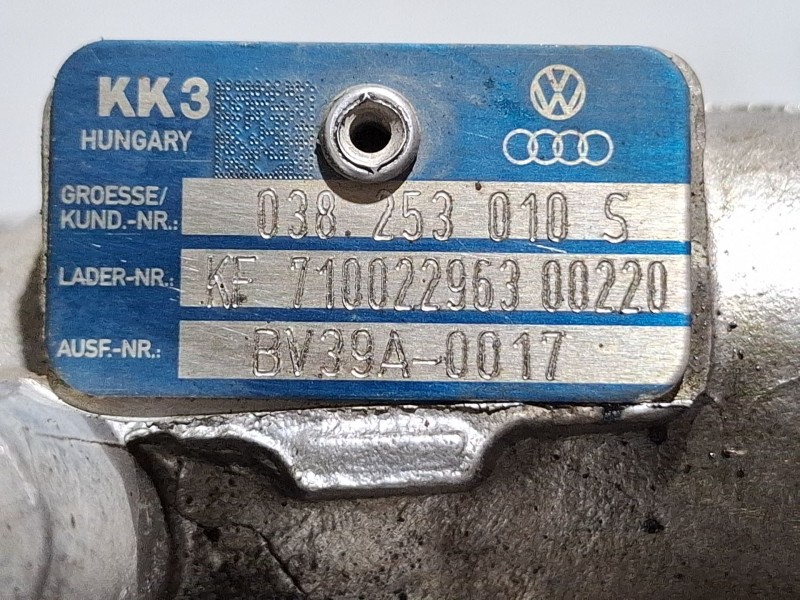 KK3
HUNGARY
GROESSE/
KUND.-NR.: 038 253 010 S
LADER-NR.: KF 710022963 00220
AUSF.-NR.: BV39A-0017